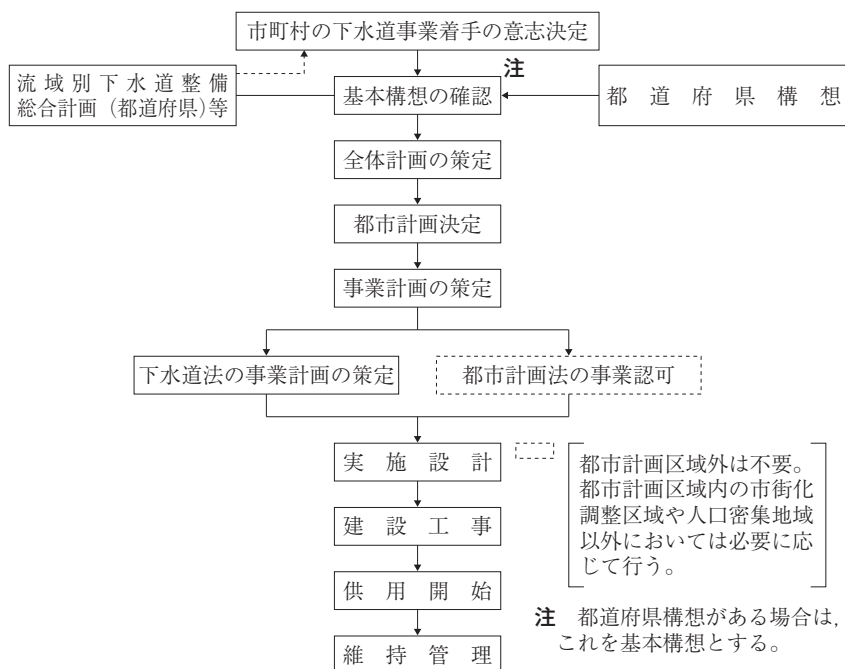 市町村の下水道事業着手の意志決定
流域別下水道整備
総合計画（都道府県）等
注
基本構想の確認
都道府県構想
全体計画の策定
都市計画決定
事業計画の策定
下水道法の事業計画の策定
都市計画法の事業認可
実施設計
都市計画区域外は不要。
都市計画区域内の市街化
調整区域や人口密集地域
以外においては必要に応
じて行う。
建設工事
供用開始
維持管理
注　都道府県構想がある場合は，
これを基本構想とする。